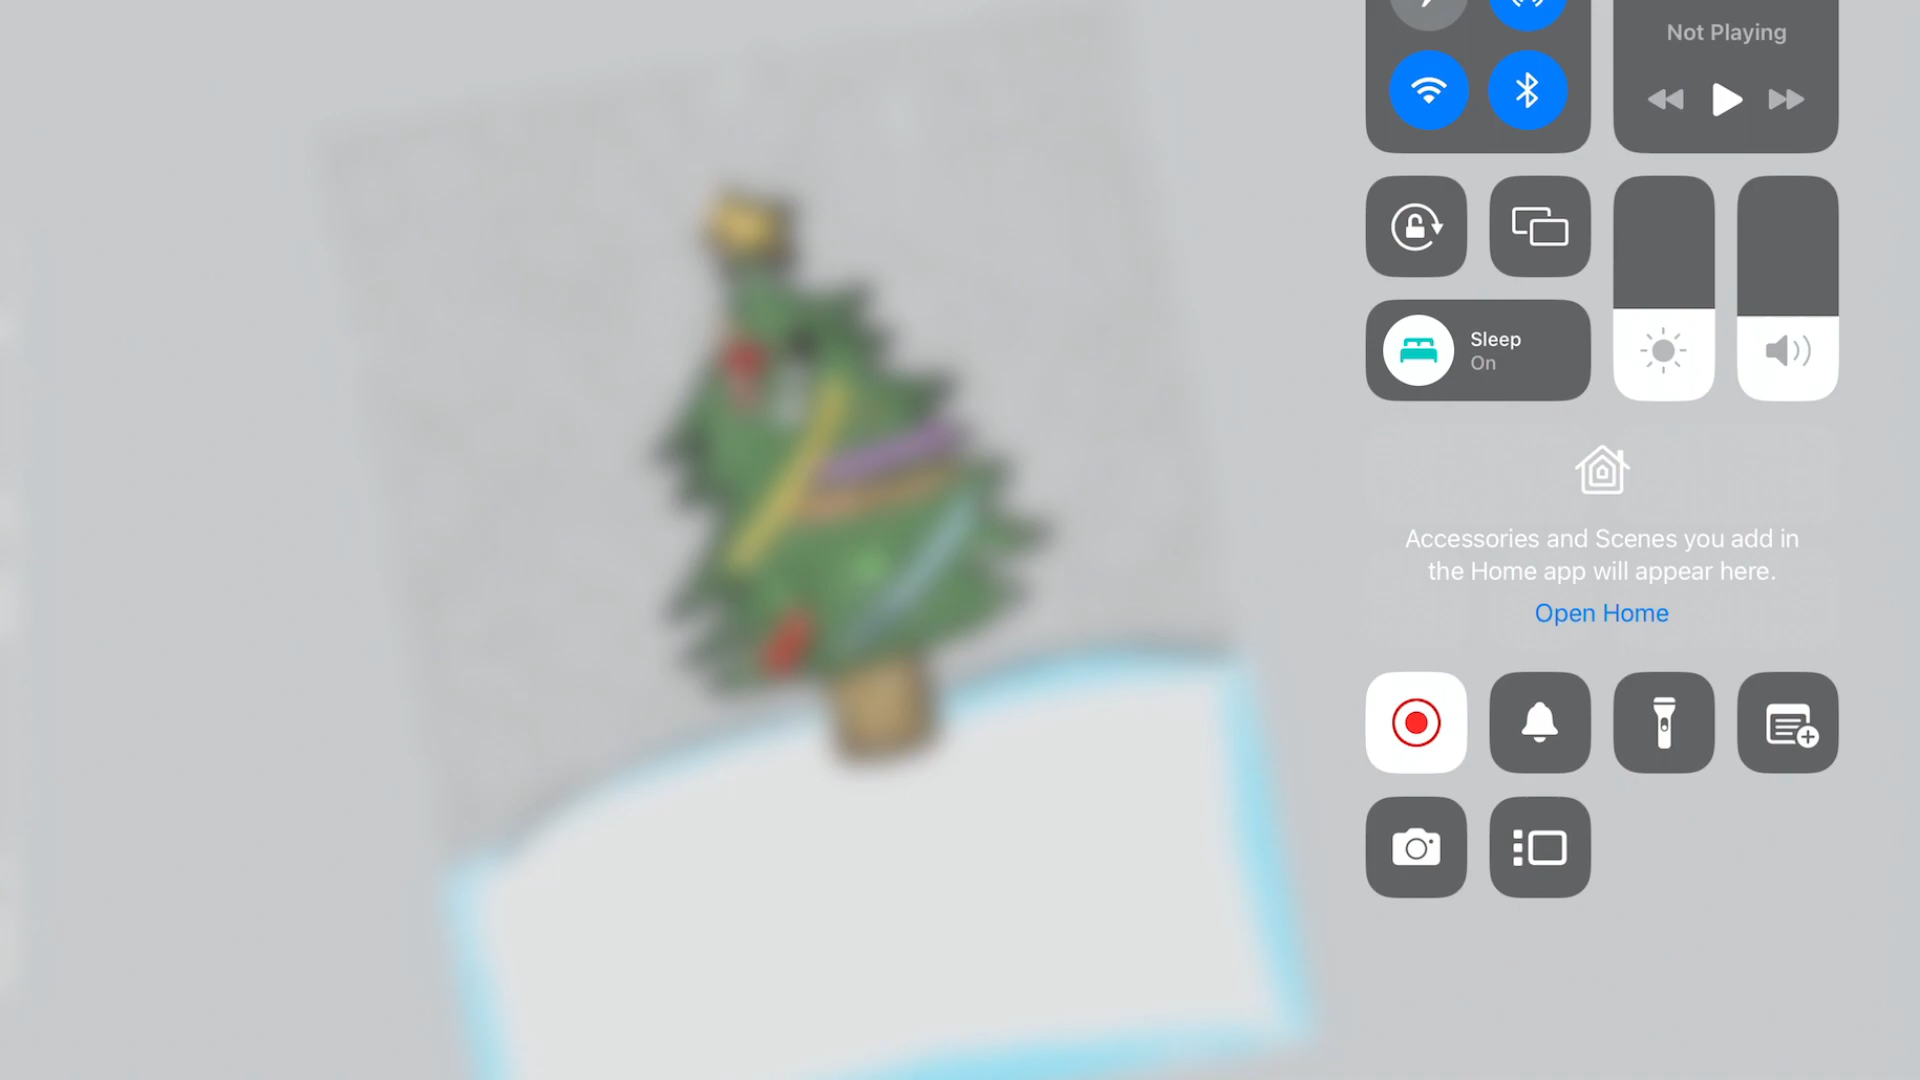 Not Playing
Sleep
On
Accessories and Scenes you add in
the Home app will appear here.
Open Home